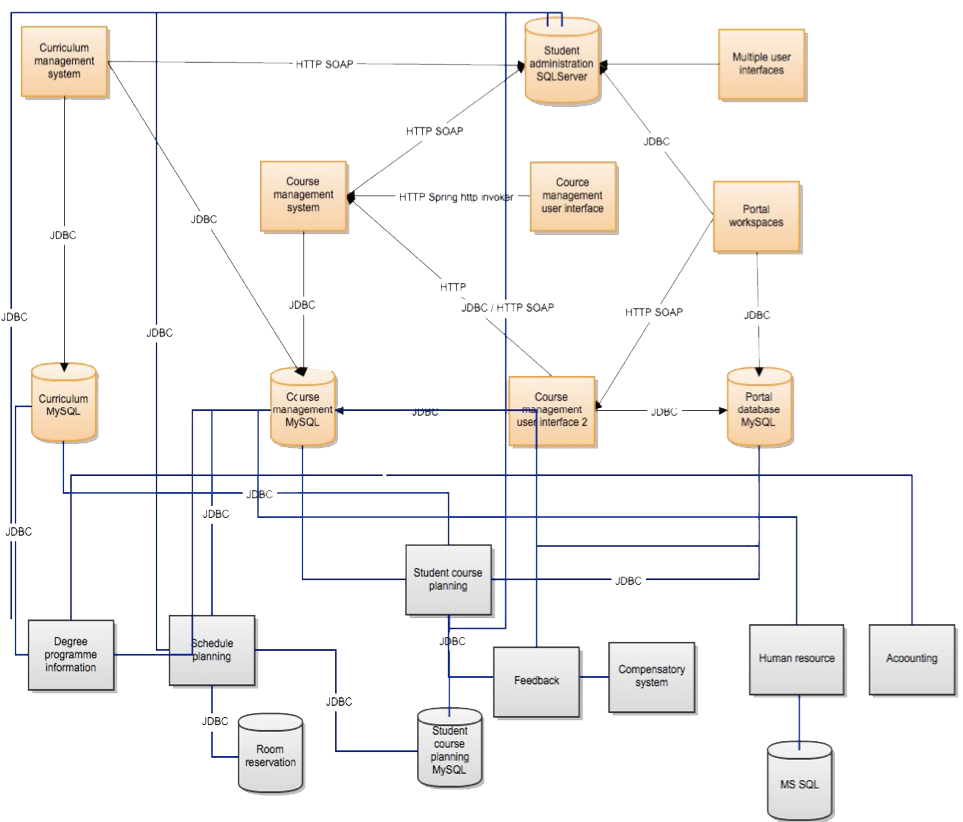 Curriculum
management
system
Student
administration
SQLServer
Multiple user
interfaces
HTTP SOAP
HTTP SOAP
JDBC
Course
management
system
HTTP Spring http invoker
Cource
management
user interface
Portal
workspaces
JDBC
JDBC
HTTP
JDBC
JDBC / HTTP SOAP
HTTP SOAP
JDBC
JDBC
JDBC
Curriculum
MySQL
Course
management
MySQL
JDBC
Course
management
user interface 2
JDBC
Portal
database
MySQL
JDBC
JDBC
JDBC
Student course
planning
JDBC
Degree
programme
information
Schedule
planning
JDBC
Feedback
Compensatory
system
Human resource
Acoounting
JDBC
JDBC
Room
reservation
Student
course
planning
MySQL
MS SQL